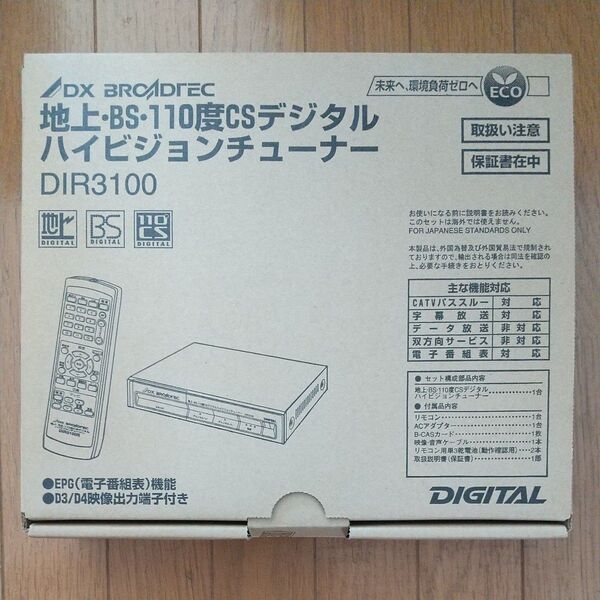 ADX BROADTEC
地上・BS・110度CSデジタル
ハイビジョンチューナー
DIR3100
地上
DIGITAL
BS
DIGITAL
110
CS
DIGITAL
未来へ、環境負荷ゼロへ
ECO
取扱い注意
保証書在中
お使いになる前に説明書をお読みください。
このセットは海外では使えません。
FOR JAPANESE STANDARDS ONLY
本製品は、外国為替及び外国貿易法で規制され
ておりますので、輸出される場合は同法を確認の
上、必要な手続きをおとりください。
主な機能対応
CATVパススルー 対応
字幕放送 対応
データ放送 非対応
双方向サービス 非対応
電子番組表 対応
● セット構成部品内容
地上・BS・110度CSデジタル
ハイビジョンチューナー 1台
● 付属品内容
リモコン 1台
ACアダプター 1台
B-CASカード 1枚
映像・音声ケーブル 1本
リモコン用単3乾電池（動作確認用） 2本
取扱説明書（保証書） 1部
ADX BROADTEC
ADX BROADTEC
●EPG（電子番組表）機能
●D3/D4映像出力端子付き
DIGITAL